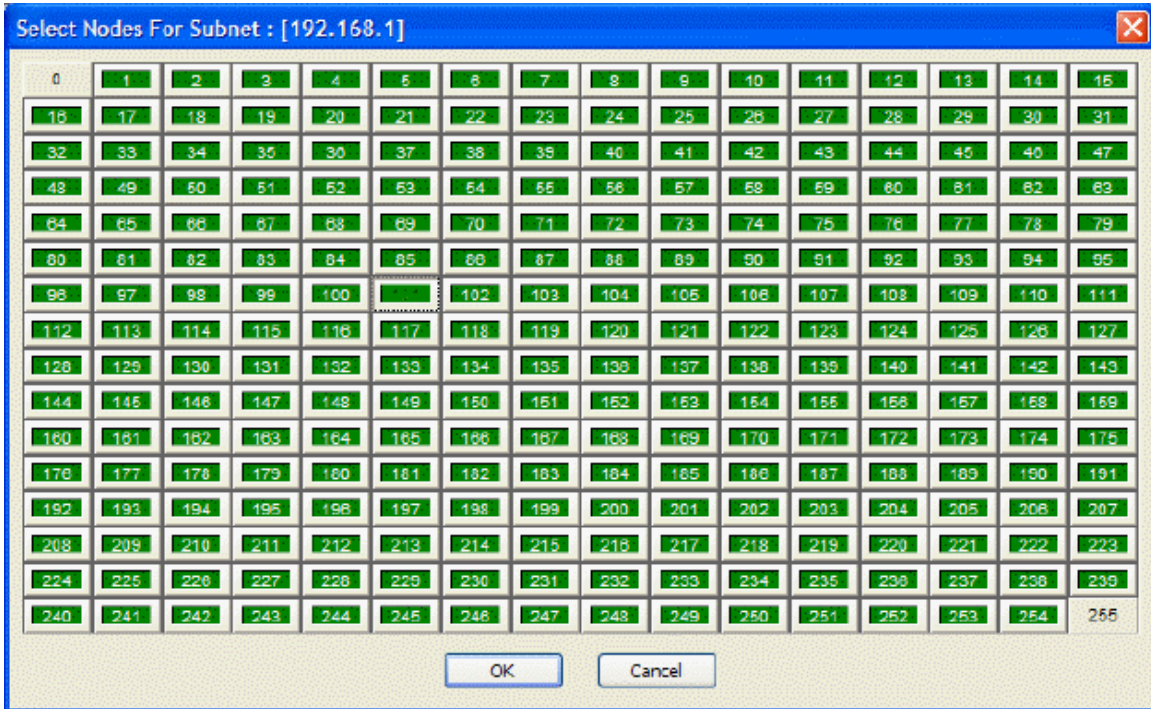 Select Nodes For Subnet : [192.168.1]
0 1 2 3 4 5 6 7 8 9 10 11 12 13 14 15
16 17 18 19 20 21 22 23 24 25 26 27 28 29 30 31
32 33 34 35 36 37 38 39 40 41 42 43 44 45 46 47
48 49 50 51 52 53 54 55 56 57 58 59 60 61 62 63
64 65 66 67 68 69 70 71 72 73 74 75 76 77 78 79
80 81 82 83 84 85 86 87 88 89 90 91 92 93 94 95
96 97 98 99 100 102 103 104 105 106 107 108 109 110 111
112 113 114 115 116 117 118 119 120 121 122 123 124 125 126 127
128 129 130 131 132 133 134 135 136 137 138 139 140 141 142 143
144 145 146 147 148 149 150 151 152 153 154 155 156 157 158 159
160 161 162 163 164 165 166 167 168 169 170 171 172 173 174 175
176 177 178 179 180 181 182 183 184 185 186 187 188 189 190 191
192 193 194 195 196 197 198 199 200 201 202 203 204 205 206 207
208 209 210 211 212 213 214 215 216 217 218 219 220 221 222 223
224 225 226 227 228 229 230 231 232 233 234 235 236 237 238 239
240 241 242 243 244 245 246 247 248 249 250 251 252 253 254 255
OK Cancel